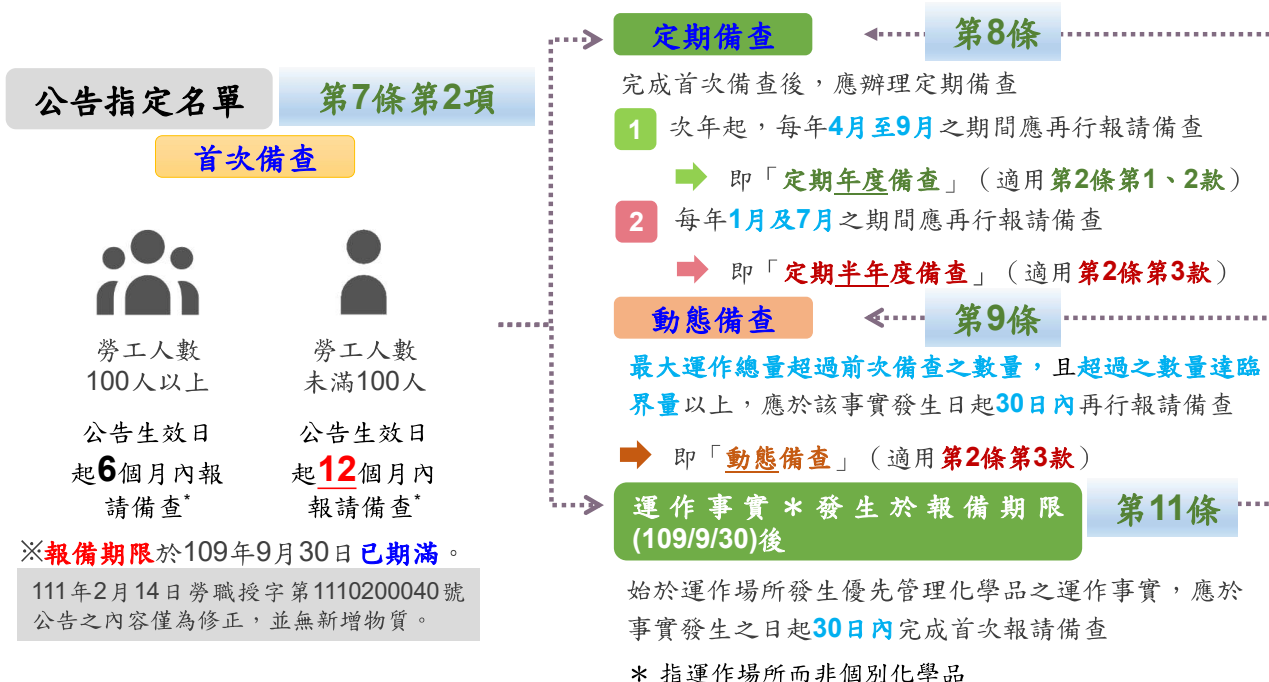 公告指定名單
第7條第2項
首次備查
勞工人數
100人以上
公告生效日
起6個月內報
請備查*
勞工人數
未滿100人
公告生效日
起12個月內
報請備查*
※報備期限於109年9月30日已期滿。
111年2月14日勞職授字第1110200040號
公告之內容僅為修正，並無新增物質。
定期備查
第8條
完成首次備查後，應辦理定期備查
1 次年起，每年4月至9月之期間應再行報請備查
即「定期年度備查」（適用第2條第1、2款）
2 每年1月及7月之期間應再行報請備查
即「定期半年度備查」（適用第2條第3款）
動態備查
第9條
最大運作總量超過前次備查之數量，且超過之數量達臨
界量以上，應於該事實發生日起30日內再行報請備查
即「動態備查」（適用第2條第3款）
運作事實＊發生於報備期限
(109/9/30)後
第11條
始於運作場所發生優先管理化學品之運作事實，應於
事實發生之日起30日內完成首次報請備查
＊指運作場所而非個別化學品